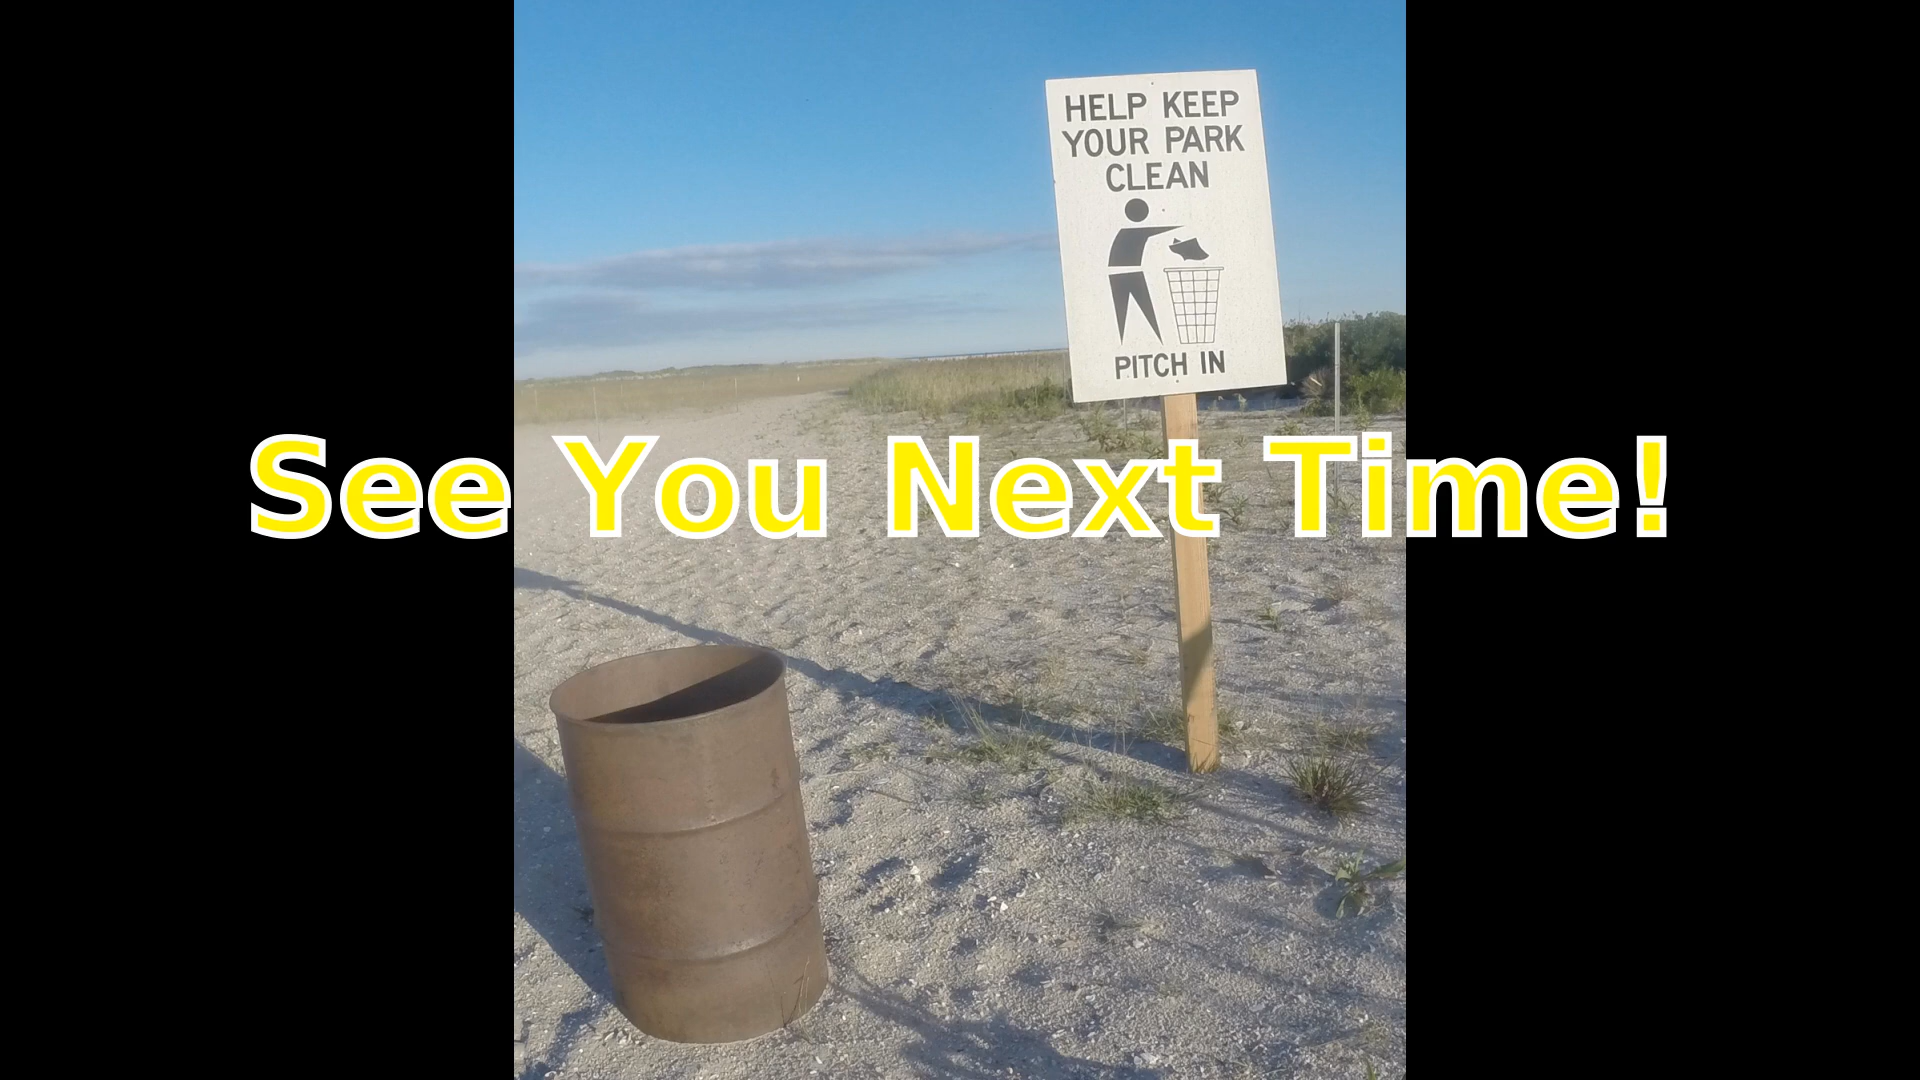 HELP KEEP
YOUR PARK
CLEAN
PITCH IN
See You Next Time!